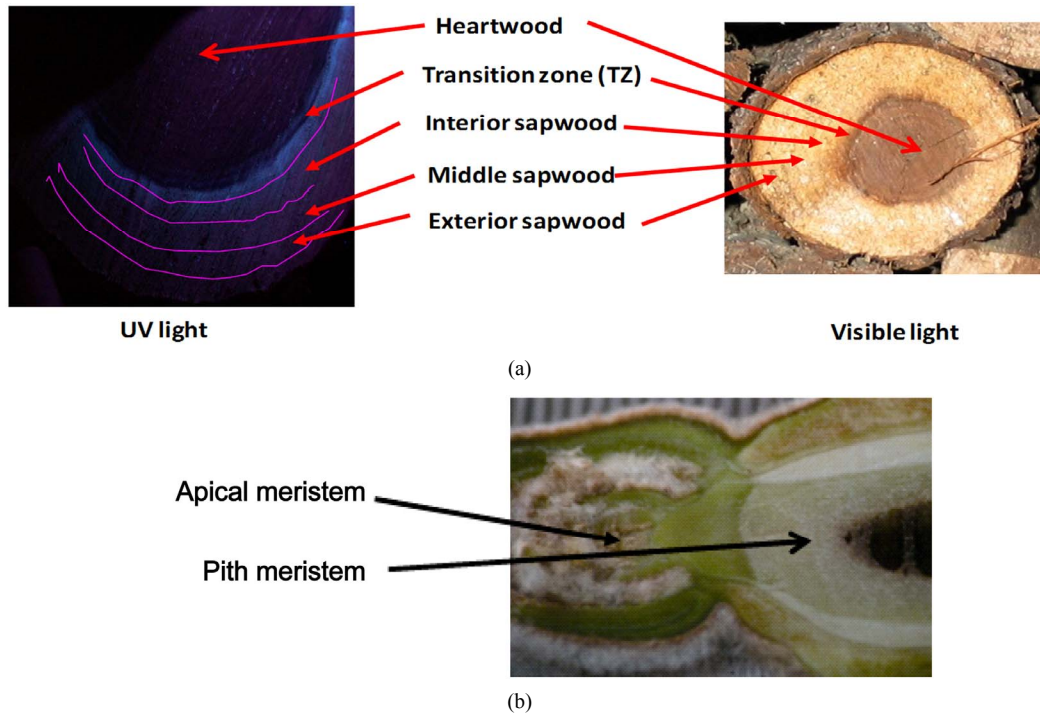 Heartwood
Transition zone (TZ)
Interior sapwood
Middle sapwood
Exterior sapwood
UV light
Visible light
(a)
Apical meristem
Pith meristem
(b)